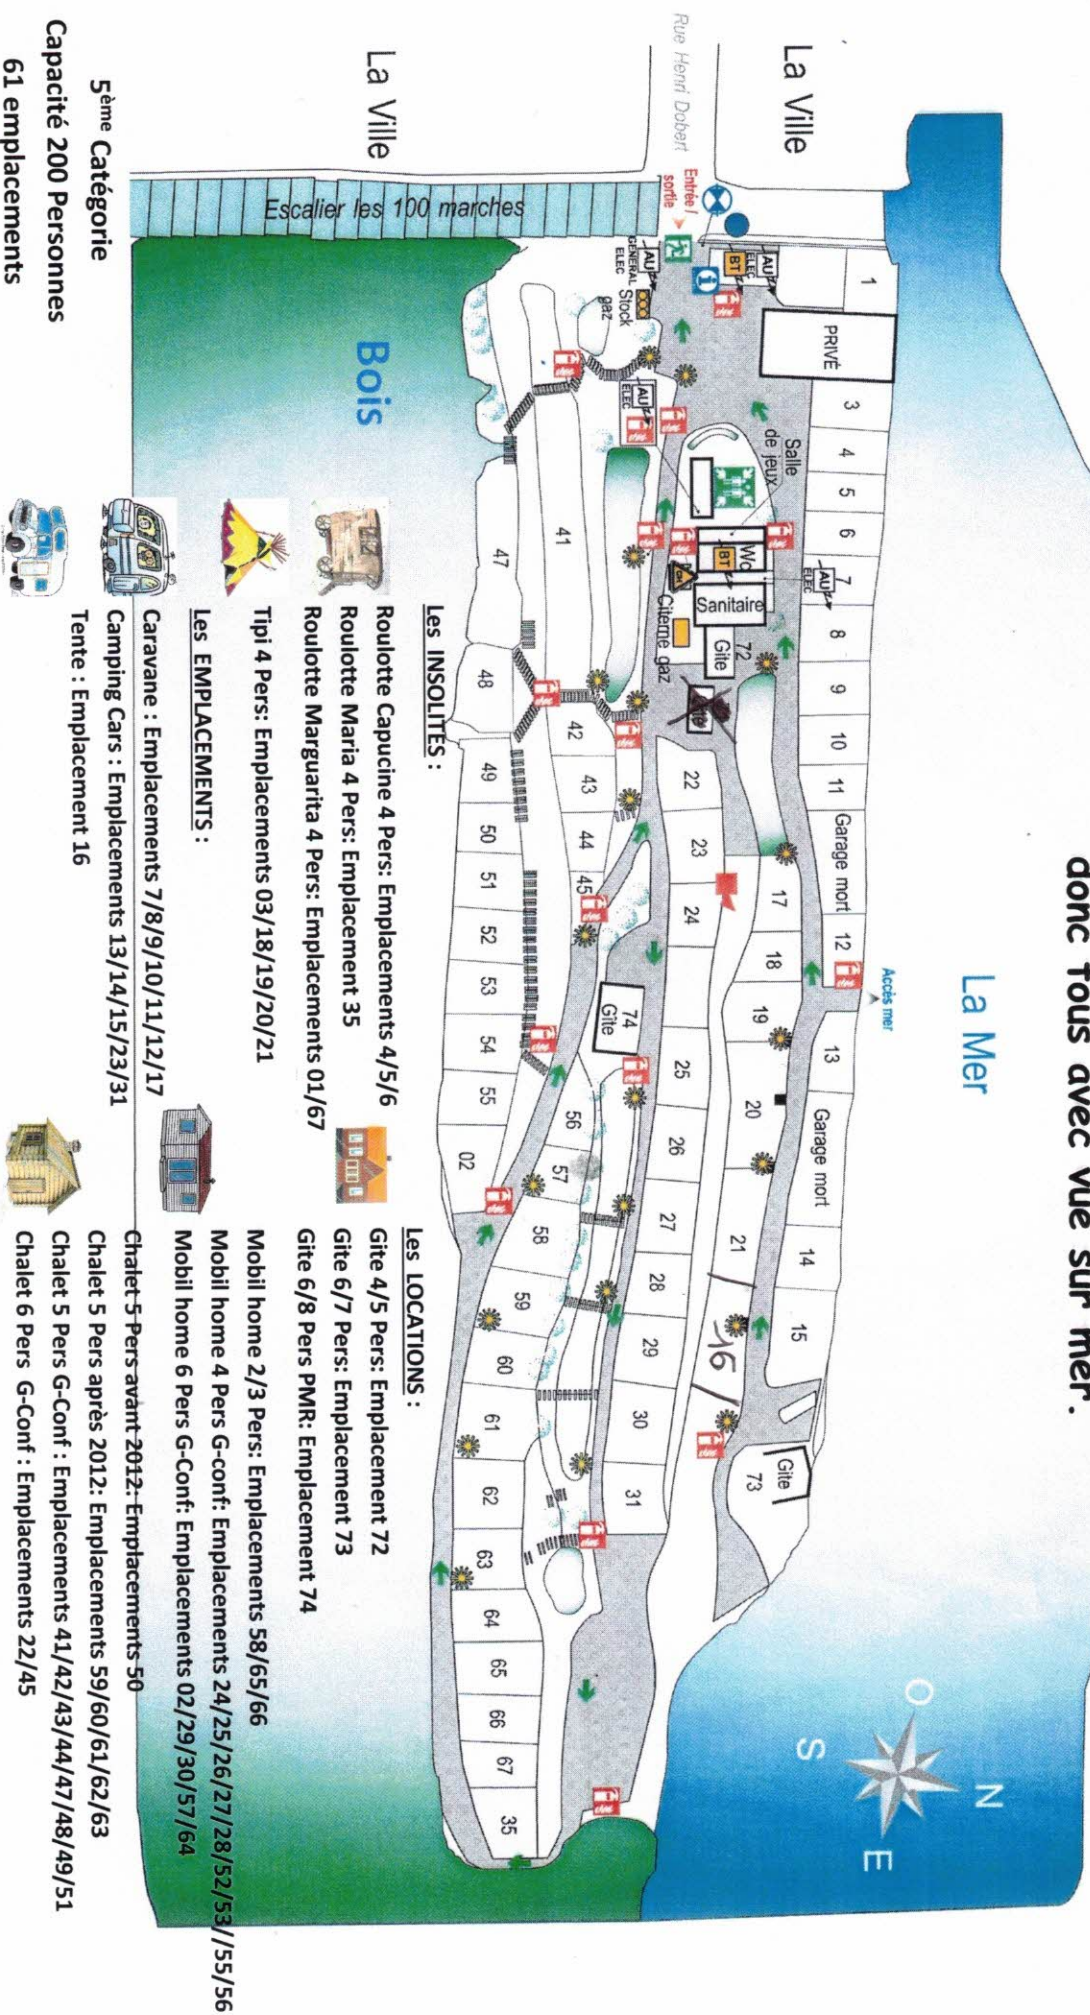 donc tous avec vue sur mer.
La Mer
La Ville
Rue Henri Dobert
La Ville
Entrée /
sortie
Escalier les 100 marches
Bois
Accès mer
N
O
E
S
AU
ELEC
BT
AU
GENERAL
ELEC
Stock
gaz
AU
ELEC
Salle
de jeux
Wc
BT
AU
ELEC
Sanitaire
Citerne gaz
72
Gite
1
PRIVÉ
3
4
5
6
7
8
9
10
11
Garage mort
12
13
Garage mort
14
15
17
18
19
20
21
16
Gite
73
22
23
24
25
26
27
28
29
30
31
74
Gîte
41
42
43
44
45
56
57
58
59
60
61
62
63
64
65
66
67
35
47
48
49
50
51
52
53
54
55
02
5ème Catégorie
Capacité 200 Personnes
61 emplacements
Les INSOLITES :
Roulotte Capucine 4 Pers: Emplacements 4/5/6
Roulotte Maria 4 Pers: Emplacement 35
Roulotte Marguarita 4 Pers: Emplacements 01/67
Tipi 4 Pers: Emplacements 03/18/19/20/21
Les EMPLACEMENTS :
Caravane : Emplacements 7/8/9/10/11/12/17
Camping Cars : Emplacements 13/14/15/23/31
Tente : Emplacement 16
Les LOCATIONS :
Gite 4/5 Pers: Emplacement 72
Gite 6/7 Pers: Emplacement 73
Gite 6/8 Pers PMR: Emplacement 74
Mobil home 2/3 Pers: Emplacements 58/65/66
Mobil home 4 Pers G-conf: Emplacements 24/25/26/27/28/52/53//55/56
Mobil home 6 Pers G-Conf: Emplacements 02/29/30/57/64
Chalet 5 Pers avant 2012: Emplacements 50
Chalet 5 Pers après 2012: Emplacements 59/60/61/62/63
Chalet 5 Pers G-Conf : Emplacements 41/42/43/44/47/48/49/51
Chalet 6 Pers G-Conf : Emplacements 22/45